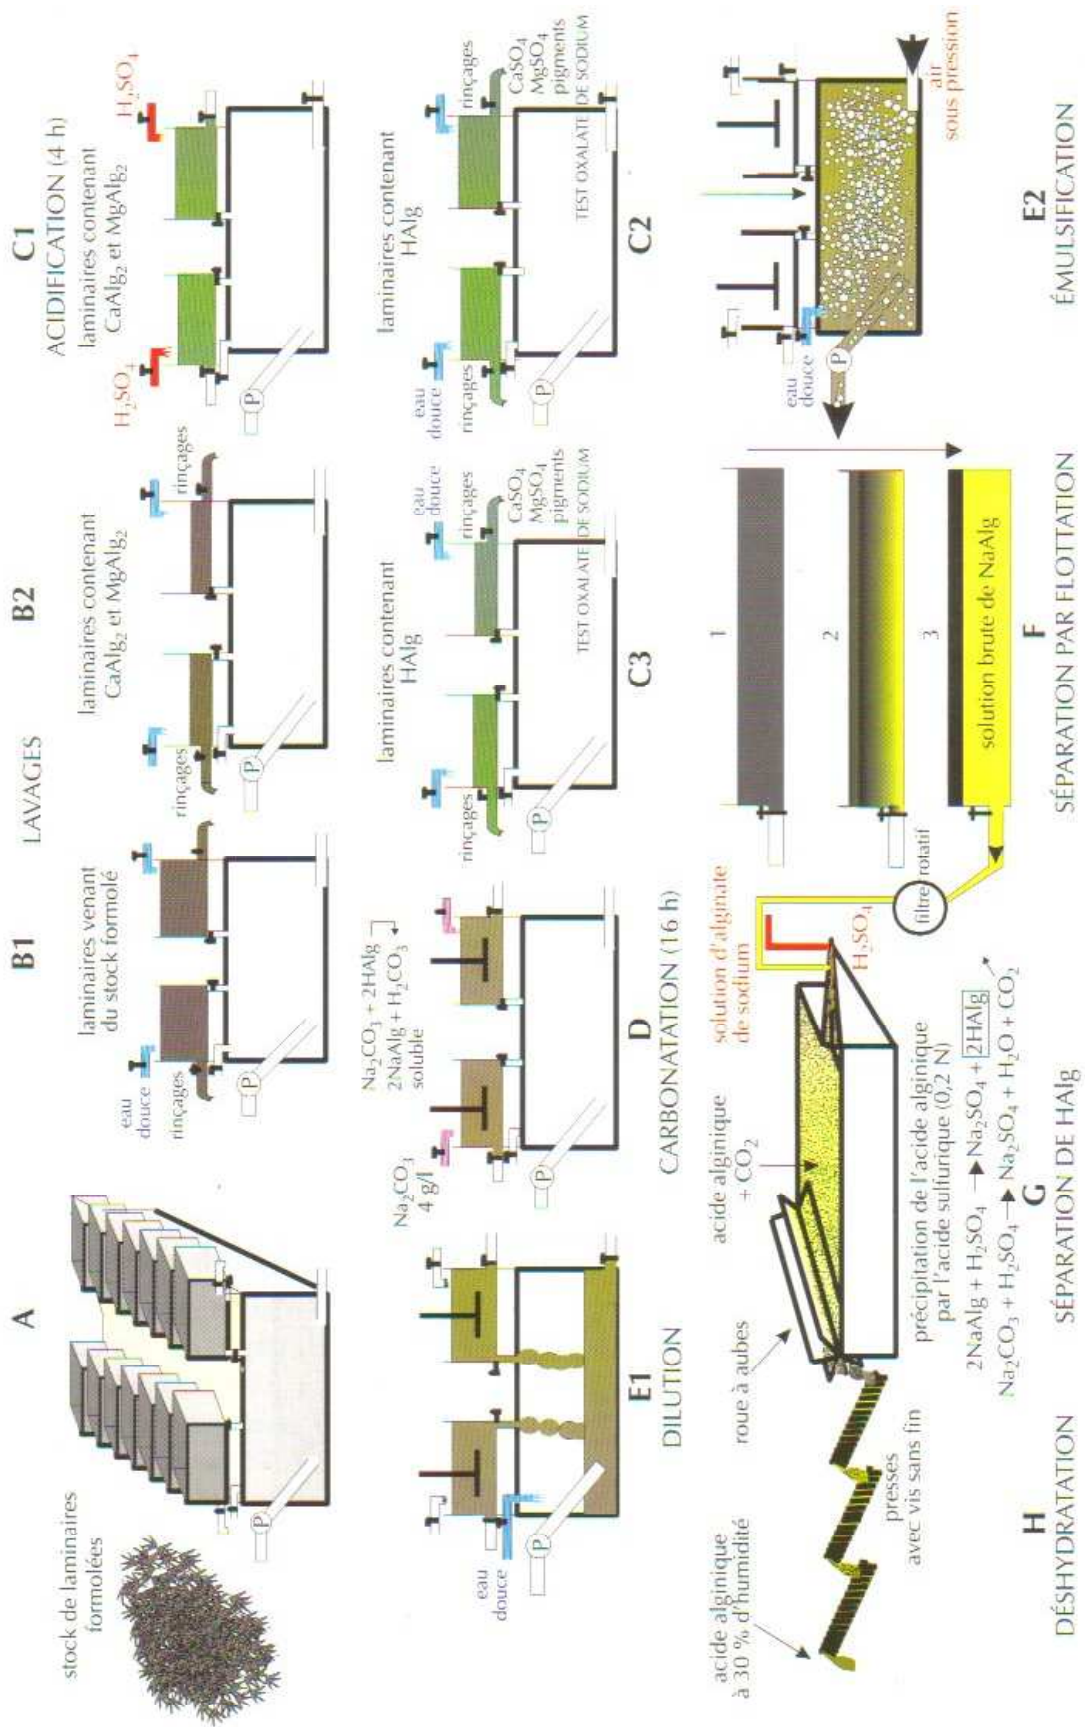 A
stock de laminaires
formolées
P
LAVAGES
B1
laminaires venant
du stock formolé
eau
douce
rinçages
rinçages
P
B2
laminaires contenant
CaAlg₂ et MgAlg₂
rinçages
rinçages
P
C1
ACIDIFICATION (4 h)
laminaires contenant
CaAlg₂ et MgAlg₂
H₂SO₄
H₂SO₄
P
C2
laminaires contenant
HAlg
eau
douce
rinçages
rinçages
CaSO₄
MgSO₄
pigments
TEST OXALATE DE SODIUM
P
C3
laminaires contenant
HAlg
eau
douce
rinçages
rinçages
CaSO₄
MgSO₄
pigments
TEST OXALATE DE SODIUM
P
D
CARBONATATION (16 h)
Na₂CO₃ + 2HAlg
2NaAlg + H₂CO₃
soluble
Na₂CO₃
4 g/l
P
E1
DILUTION
eau
douce
P
E2
ÉMULSIFICATION
eau
douce
P
air
sous pression
F
SÉPARATION PAR FLOTTATION
1
2
3
solution brute de NaAlg
filtre rotatif
solution d'alginate
de sodium
H₂SO₄
acide alginique
+ CO₂
roue à aubes
précipitation de l'acide alginique
par l'acide sulfurique (0,2 N)
2NaAlg + H₂SO₄ → Na₂SO₄ + 2HAlg
Na₂CO₃ + H₂SO₄ → Na₂SO₄ + H₂O + CO₂
G
SÉPARATION DE HAlg
acide alginique
à 30 % d'humidité
presses
avec vis sans fin
H
DÉSHYDRATATION